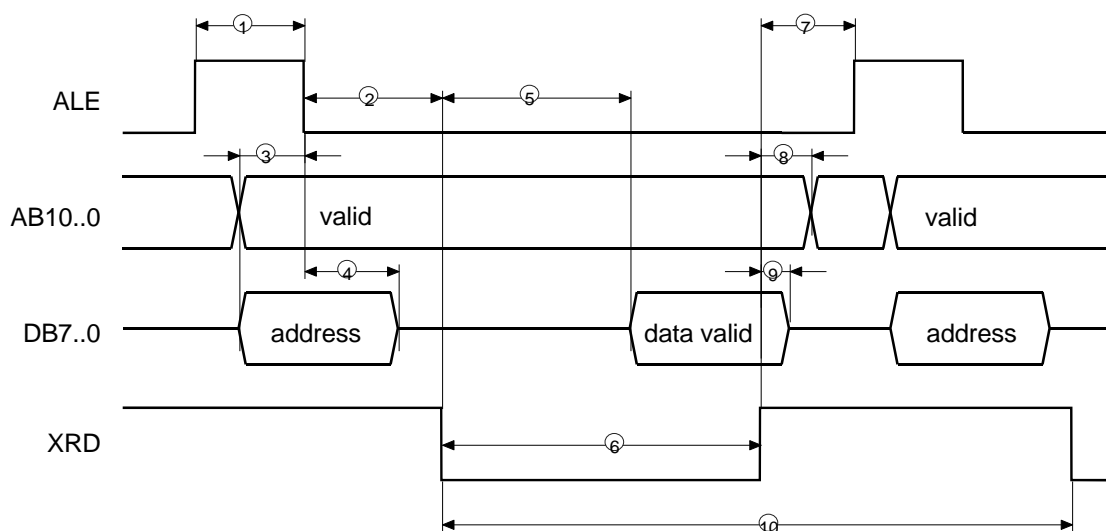 1
7
ALE
2
5
3
8
AB10..0
valid
valid
4
9
DB7..0
address
data valid
address
XRD
6
10